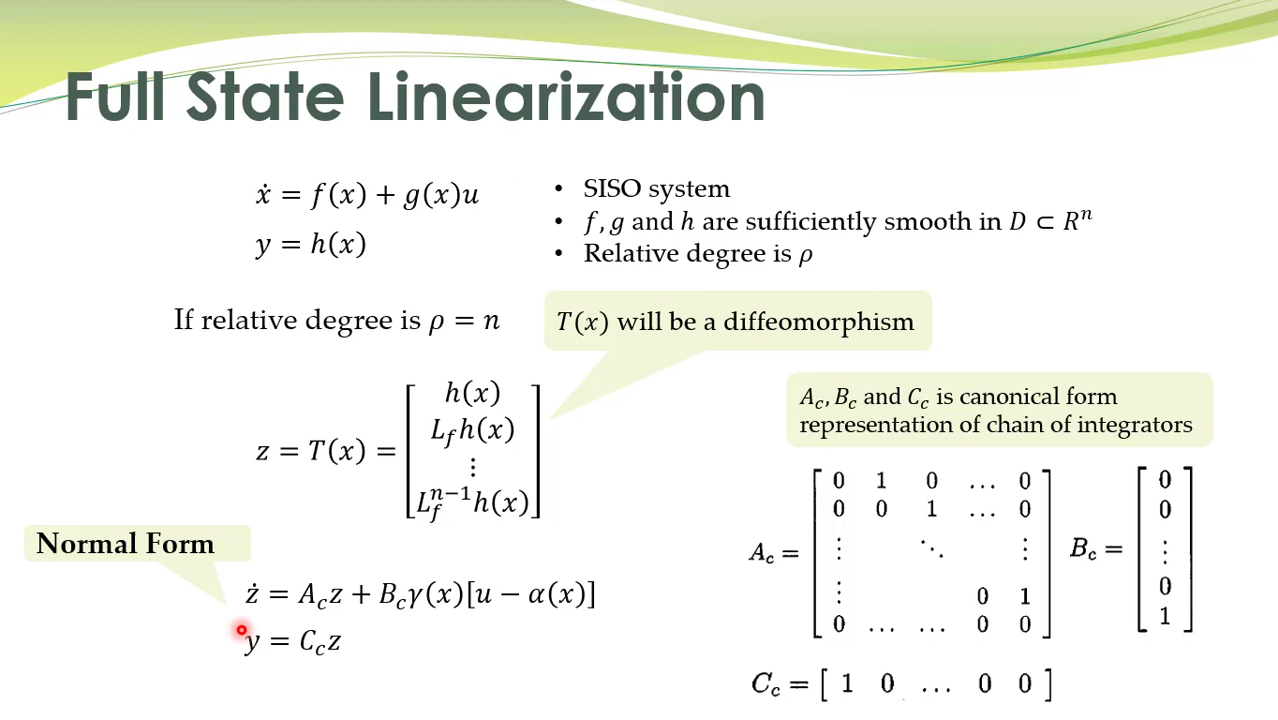 Full State Linearization
ẋ = f(x) + g(x)u
y = h(x)
• SISO system
• f, g and h are sufficiently smooth in D ⊂ Rⁿ
• Relative degree is ρ
If relative degree is ρ = n
T(x) will be a diffeomorphism
z = T(x) = [
h(x)
L_f h(x)
⋮
L_f^{n−1} h(x)
]
A_c, B_c and C_c is canonical form
representation of chain of integrators
Normal Form
ż = A_c z + B_c γ(x)[u − α(x)]
y = C_c z
A_c = [
0 1 0 … 0
0 0 1 … 0
⋮ ⋱ ⋮
⋮ 0 1
0 … … 0 0
]
B_c = [
0
0
⋮
0
1
]
C_c = [ 1 0 … 0 0 ]